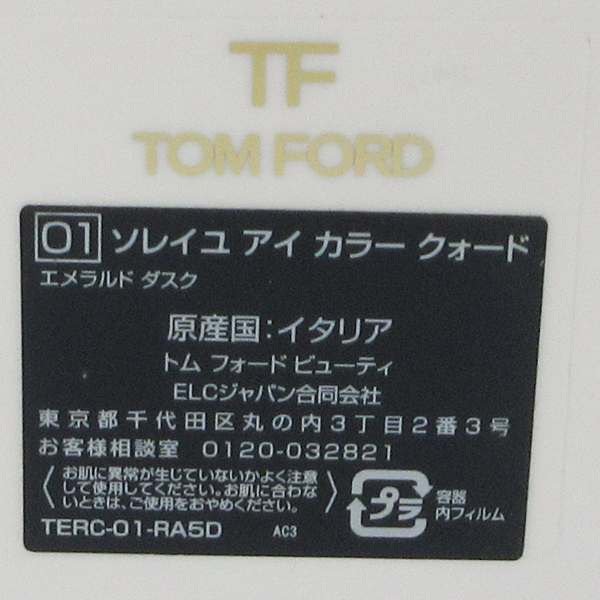 TF
TOM FORD
01 ソレイユ アイ カラー クォード
エメラルド ダスク
原産国:イタリア
トム フォード ビューティ
ELCジャパン合同会社
東京都千代田区丸の内3丁目2番3号
お客様相談室 0120-032821
お肌に異常が生じていないかよく注意
して使用してください。お肌に合わな
いときは、ご使用をおやめください。
プラ
容器
内フィルム
TERC-01-RA5D AC3